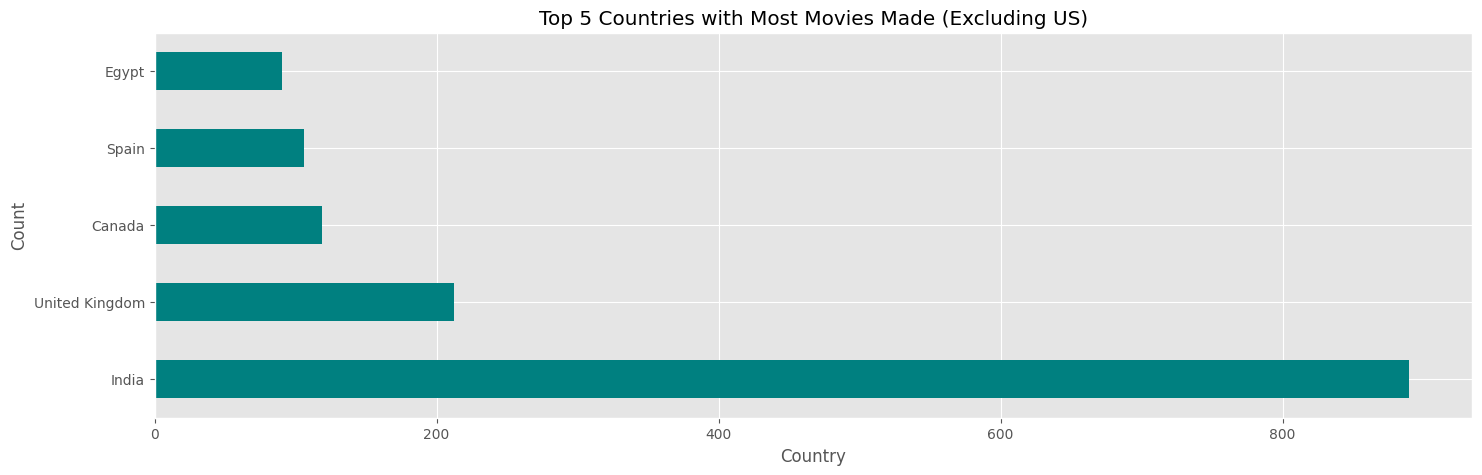 Top 5 Countries with Most Movies Made (Excluding US)
Egypt
Spain
Canada
United Kingdom
India
Count
0 200 400 600 800
Country